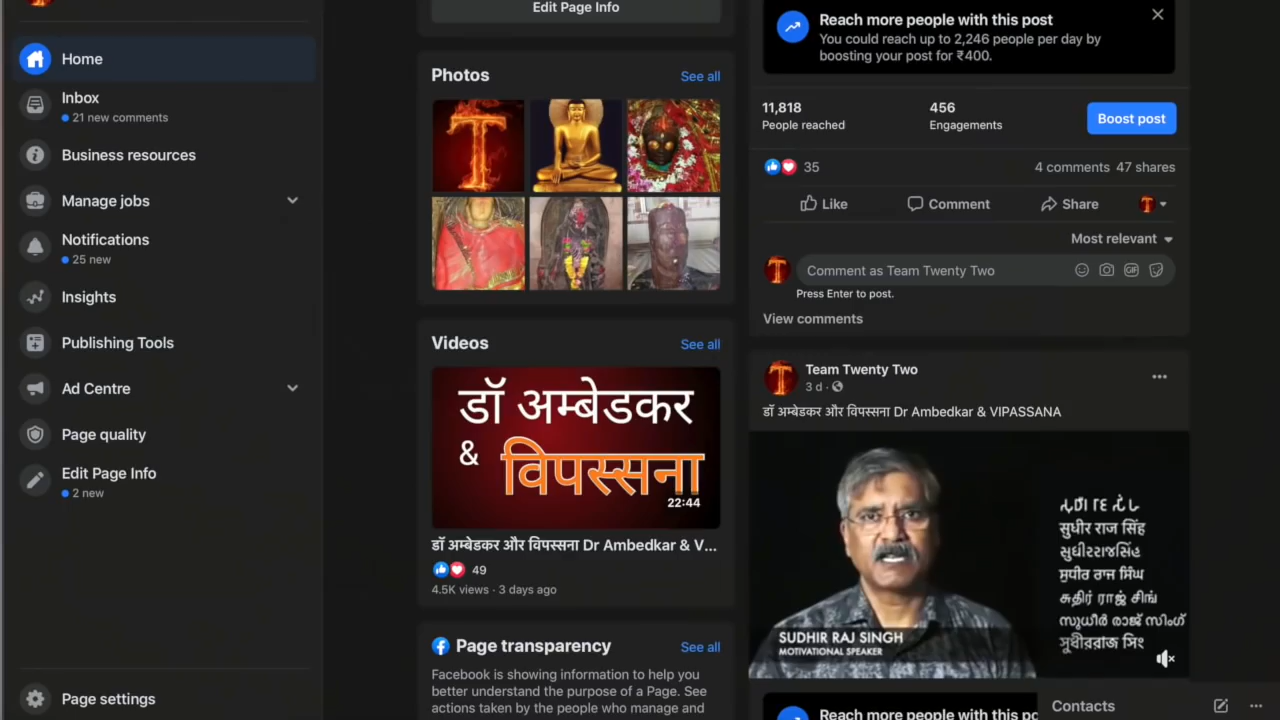 Home
Inbox
21 new comments
Business resources
Manage jobs
Notifications
25 new
Insights
Publishing Tools
Ad Centre
Page quality
Edit Page Info
2 new
Page settings
Edit Page Info
Photos
See all
Videos
See all
डॉ अम्बेडकर
&
विपस्सना
22:44
डॉ अम्बेडकर और विपस्सना Dr Ambedkar & V...
49
4.5K views · 3 days ago
Page transparency
See all
Facebook is showing information to help you
better understand the purpose of a Page. See
actions taken by the people who manage and
Reach more people with this post
You could reach up to 2,246 people per day by
boosting your post for ₹400.
11,818
People reached
456
Engagements
Boost post
35
4 comments 47 shares
Like
Comment
Share
Most relevant
Comment as Team Twenty Two
GIF
Press Enter to post.
View comments
Team Twenty Two
3 d
डॉ अम्बेडकर और विपस्सना Dr Ambedkar & VIPASSANA
सुधीर राज सिंह
સુધીરરાજસિંહ
ਸੁਧੀਰ ਰਾਜ ਸਿੰਘ
சுதிர் ராஜ் சிங்
സുധീർ രാജ് സിംഗ്
SUDHIR RAJ SINGH
MOTIVATIONAL SPEAKER
Reach more people with this po
Contacts